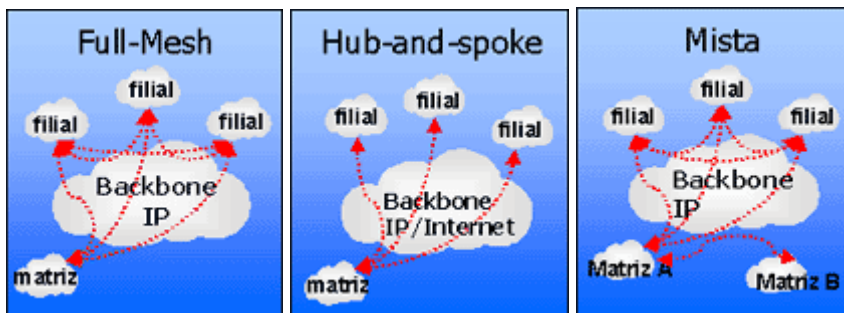 Full-Mesh
filial
filial
filial
Backbone
IP
matriz
Hub-and-spoke
filial
filial
filial
Backbone
IP/Internet
matriz
Mista
filial
filial
filial
Backbone
IP
Matriz A
Matriz B